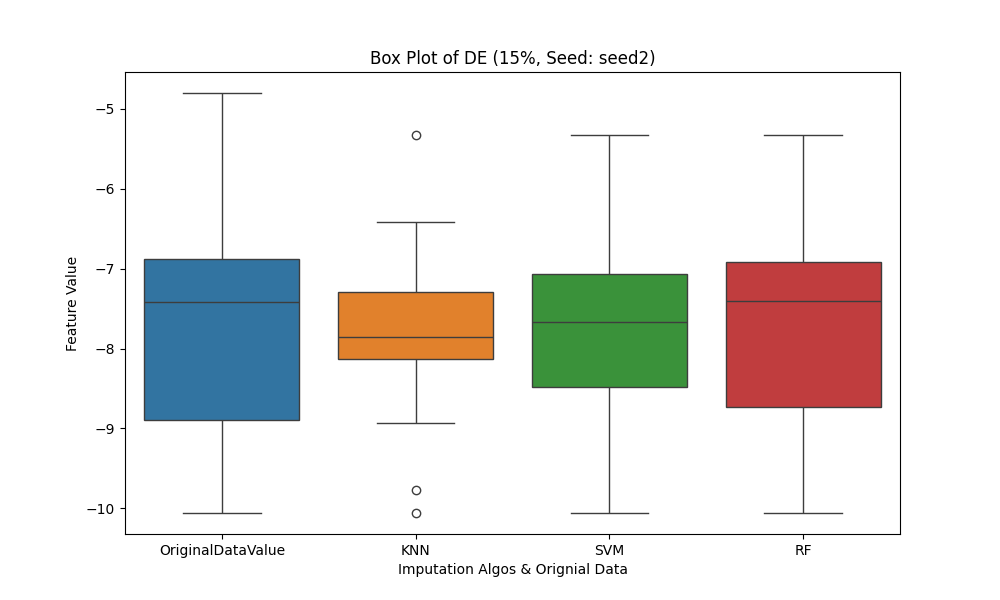 Box Plot of DE (15%, Seed: seed2)
−5
−6
−7
−8
−9
−10
Feature Value
OriginalDataValue KNN SVM RF
Imputation Algos & Orignial Data